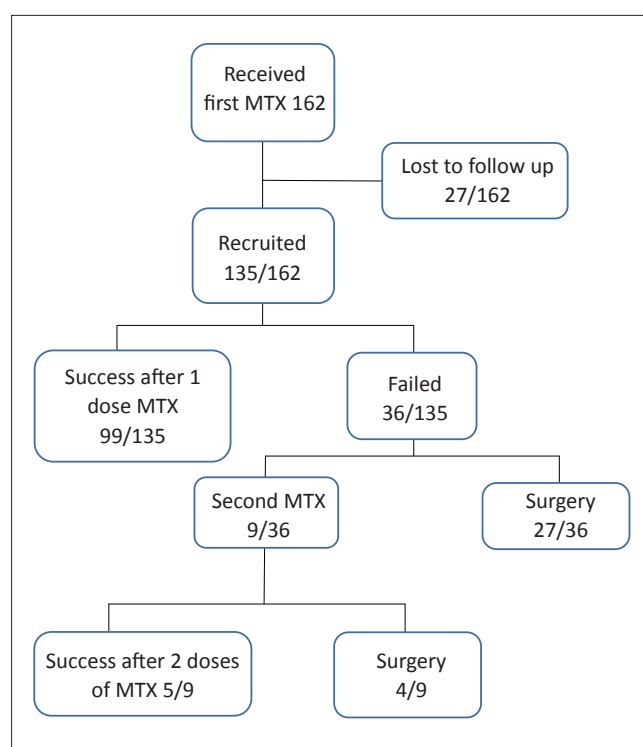 Received
first MTX 162
Lost to follow up
27/162
Recruited
135/162
Success after 1
dose MTX
99/135
Failed
36/135
Second MTX
9/36
Surgery
27/36
Success after 2 doses
of MTX 5/9
Surgery
4/9